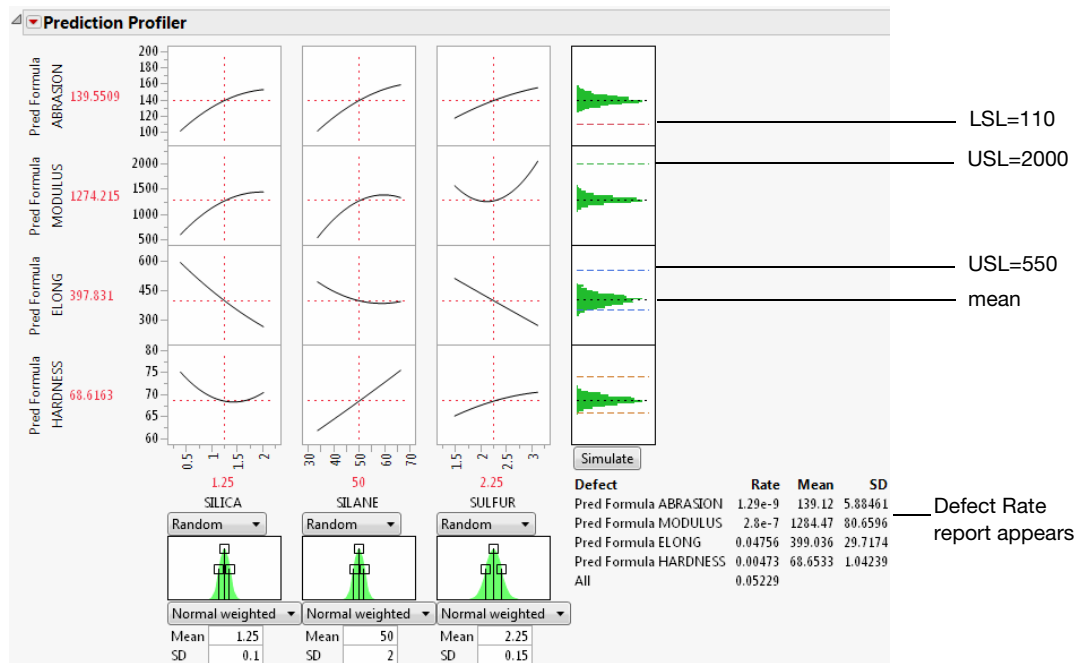 Prediction Profiler
Pred Formula
ABRASION
139.5509
200
180
160
140
120
100
LSL=110
Pred Formula
MODULUS
1274.215
2000
1500
1000
500
USL=2000
Pred Formula
ELONG
397.831
600
450
300
USL=550
mean
Pred Formula
HARDNESS
68.6163
80
75
70
65
60
0.5 1 1.5 2
30 40 50 60 70
1.5 2 2.5 3
Simulate
1.25 50 2.25
SILICA SILANE SULFUR
Random Random Random
Normal weighted Normal weighted Normal weighted
Mean 1.25 Mean 50 Mean 2.25
SD 0.1 SD 2 SD 0.15
Defect Rate Mean SD
Pred Formula ABRASION 1.29e-9 139.12 5.88461
Pred Formula MODULUS 2.8e-7 1284.47 80.6596
Pred Formula ELONG 0.04756 399.036 29.7174
Pred Formula HARDNESS 0.00473 68.6533 1.04239
All 0.05229
Defect Rate
report appears